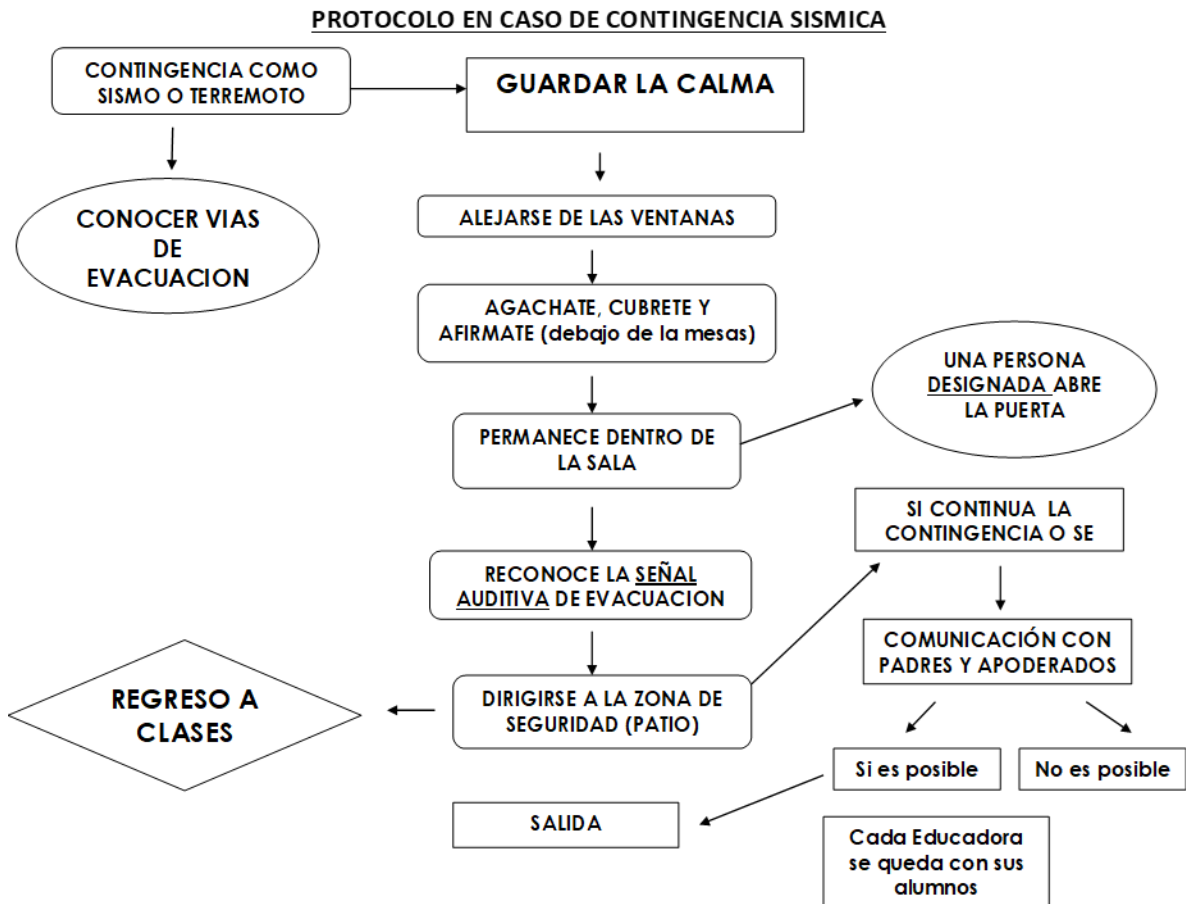 PROTOCOLO EN CASO DE CONTINGENCIA SISMICA
CONTINGENCIA COMO
SISMO O TERREMOTO
GUARDAR LA CALMA
CONOCER VIAS
DE
EVACUACION
ALEJARSE DE LAS VENTANAS
AGACHATE, CUBRETE Y
AFIRMATE (debajo de la mesas)
UNA PERSONA
DESIGNADA ABRE
LA PUERTA
PERMANECE DENTRO DE
LA SALA
SI CONTINUA LA
CONTINGENCIA O SE
RECONOCE LA SEÑAL
AUDITIVA DE EVACUACION
COMUNICACIÓN CON
PADRES Y APODERADOS
REGRESO A
CLASES
DIRIGIRSE A LA ZONA DE
SEGURIDAD (PATIO)
Si es posible
No es posible
SALIDA
Cada Educadora
se queda con sus
alumnos